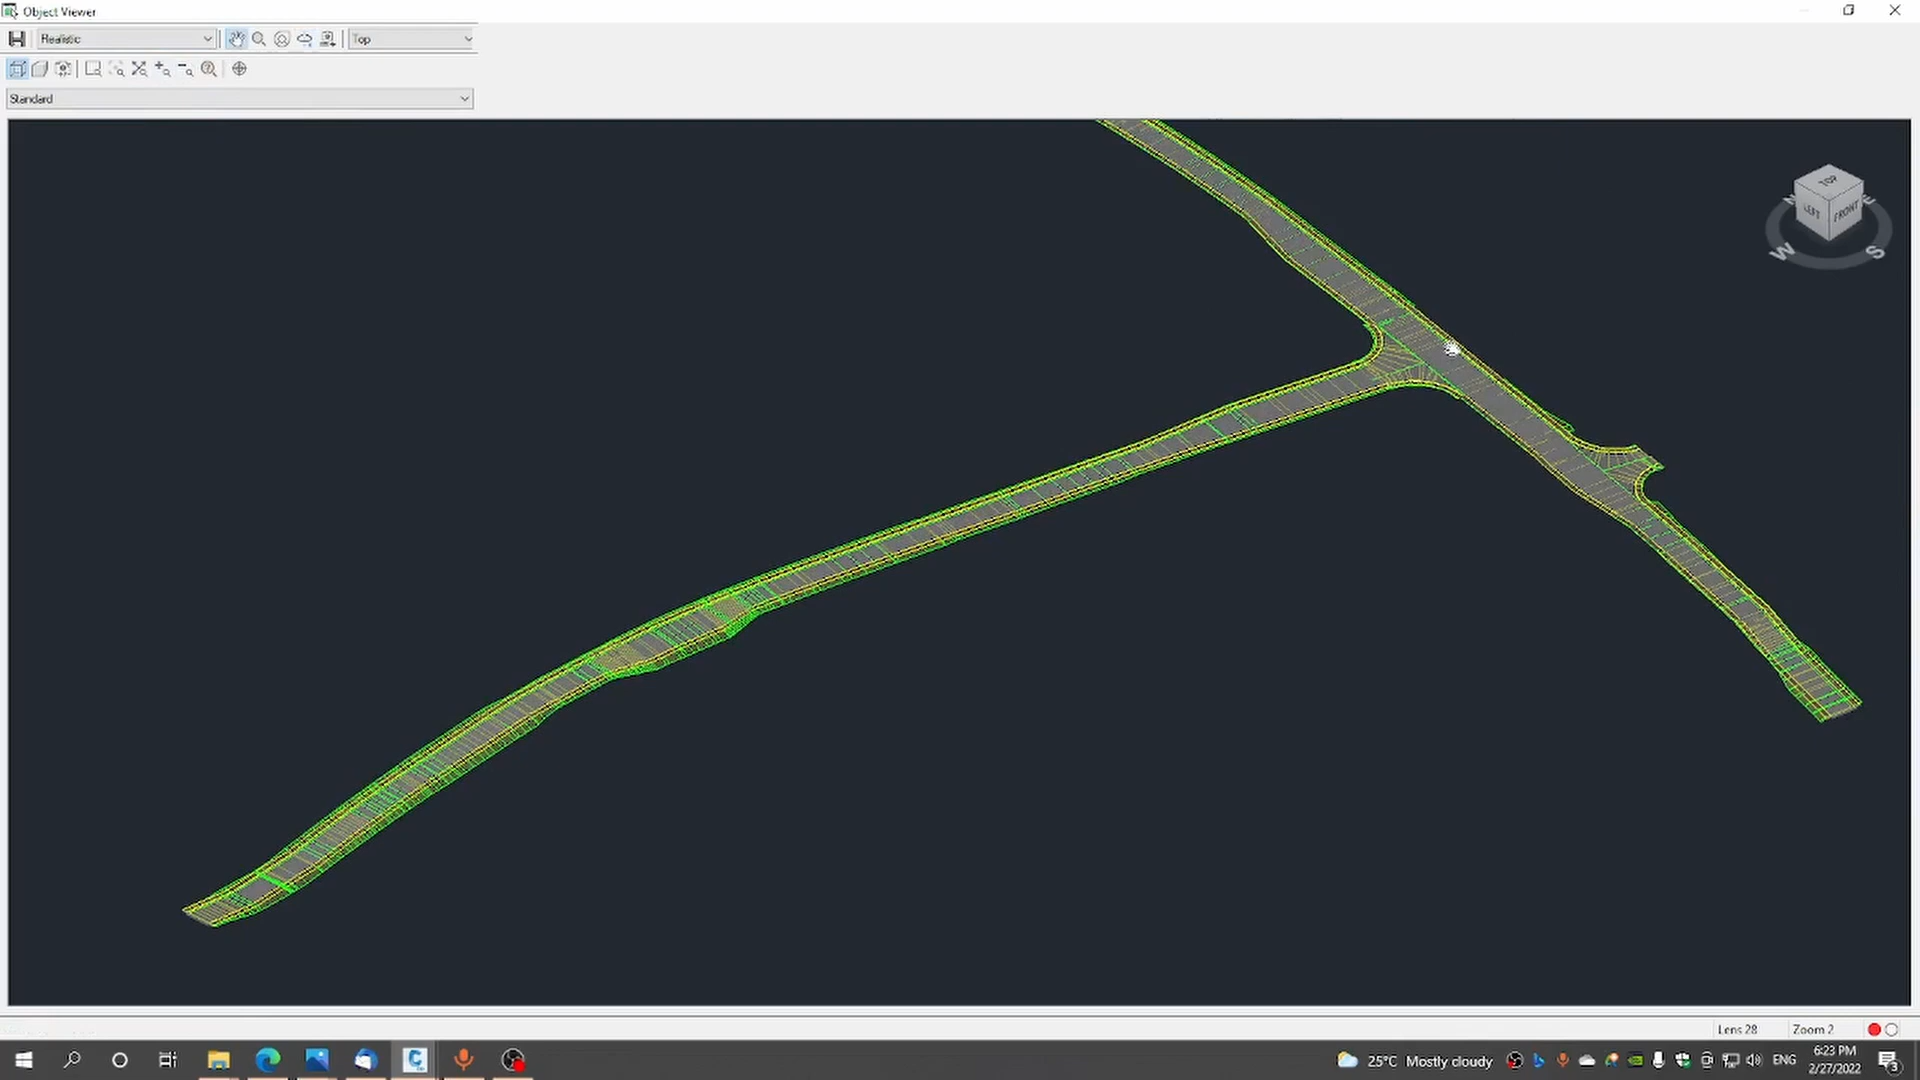 Object Viewer
Realistic
Top
Standard
TOP
LEFT
FRONT
W
S
Lens 28
Zoom 2
25°C Mostly cloudy
ENG
6:23 PM
2/27/2022
3